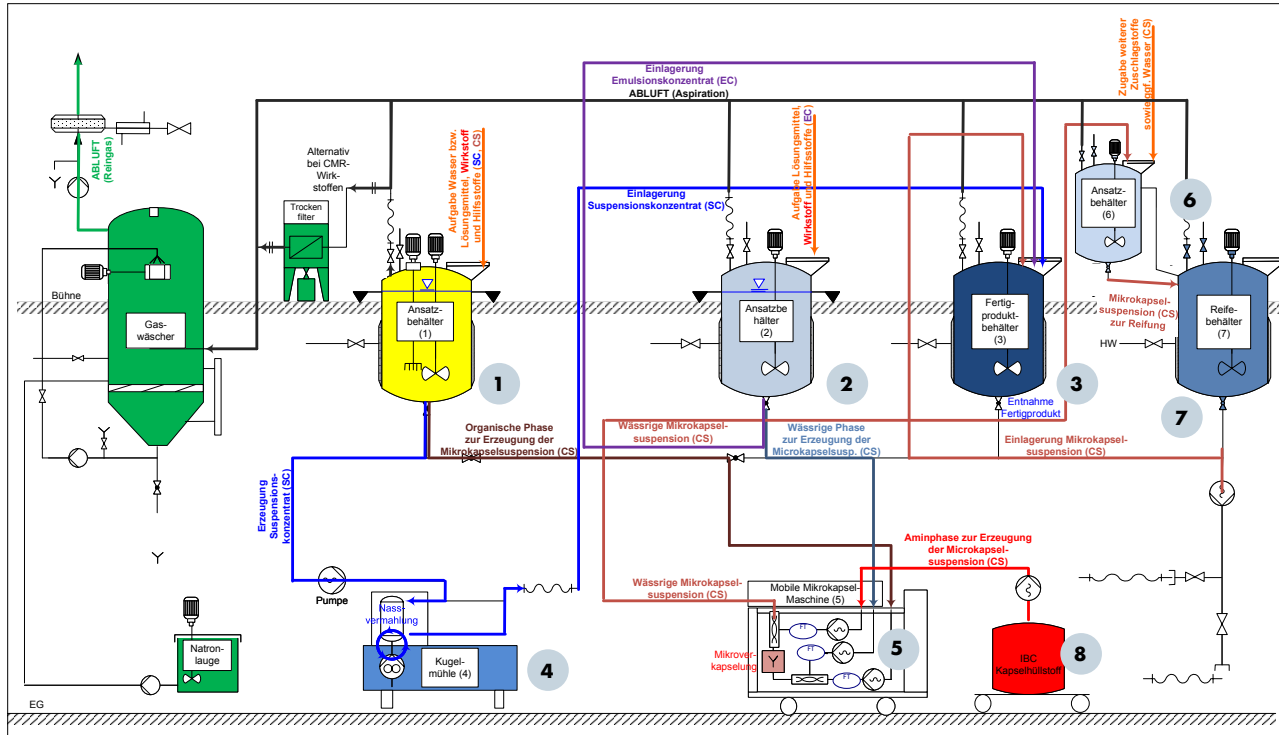 Einlagerung
Emulsionskonzentrat (EC)
ABLUFT (Aspiration)
ABLUFT
(Reingas)
Alternativ
bei CMR-
Wirk-
stoffen
Trocken
filter
Aufgabe Wasser bzw.
Lösungsmittel, Wirkstoff
und Hilfsstoffe (SC, CS)
Einlagerung
Suspensionskonzentrat (SC)
Aufgabe Lösungsmittel,
Wirkstoff und Hilfsstoffe (EC)
Zugabe weiterer
Zuschlagstoffe
sowie ggf. Wasser (CS)
Ansatz-
behälter
(6)
6
Bühne
Gas-
wäscher
Ansatz-
behälter
(1)
1
Ansatzbe
hälter
(2)
2
Fertig-
produkt-
behälter
(3)
3
Entnahme
Fertigprodukt
Mikrokapsel-
suspension (CS)
zur Reifung
HW
Reife-
behälter
(7)
7
Organische Phase
zur Erzeugung der
Mikrokapselsuspension (CS)
Wässrige Mikrokapsel-
suspension (CS)
Wässrige Phase
zur Erzeugung der
Microkapselsusp. (CS)
Einlagerung Mikrokapsel-
suspension (CS)
Erzeugung
Suspensions-
konzentrat (SC)
Pumpe
Nass-
vermahlung
Kugel-
mühle (4)
4
Wässrige Mikrokapsel-
suspension (CS)
Mobile Mikrokapsel-
Maschine (5)
Aminphase zur Erzeugung
der Microkapsel-
suspension (CS)
Mikrover-
kapselung
FT
FT
FT
5
IBC
Kapselhüllstoff
8
Natron-
lauge
EG